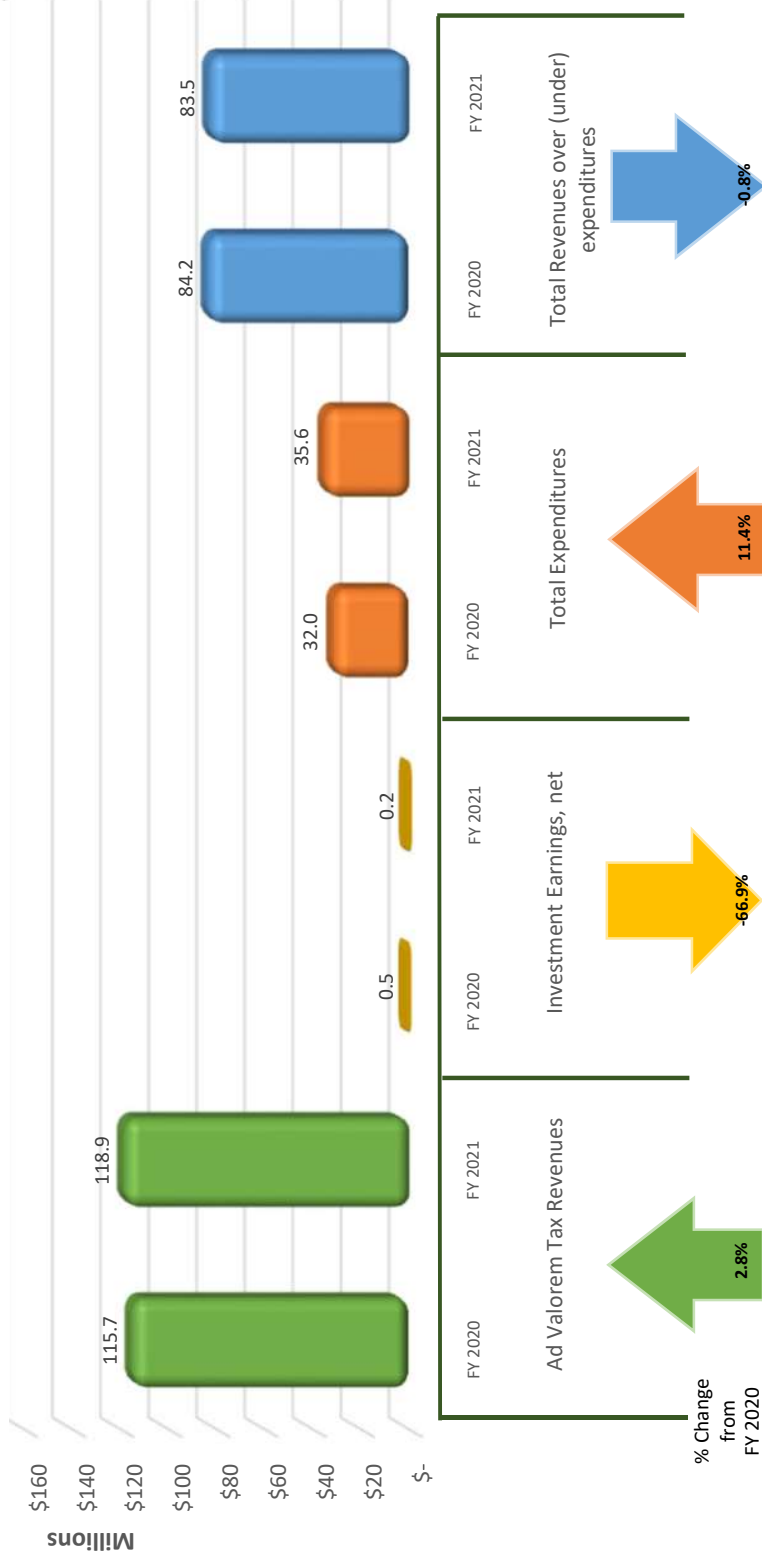 Millions
$160
$140
$120
$100
$80
$60
$40
$20
$-
115.7
118.9
0.5
0.2
32.0
35.6
84.2
83.5
FY 2020
FY 2021
FY 2020
FY 2021
FY 2020
FY 2021
FY 2020
FY 2021
Ad Valorem Tax Revenues
Investment Earnings, net
Total Expenditures
Total Revenues over (under)
expenditures
% Change
from
FY 2020
2.8%
-66.9%
11.4%
-0.8%